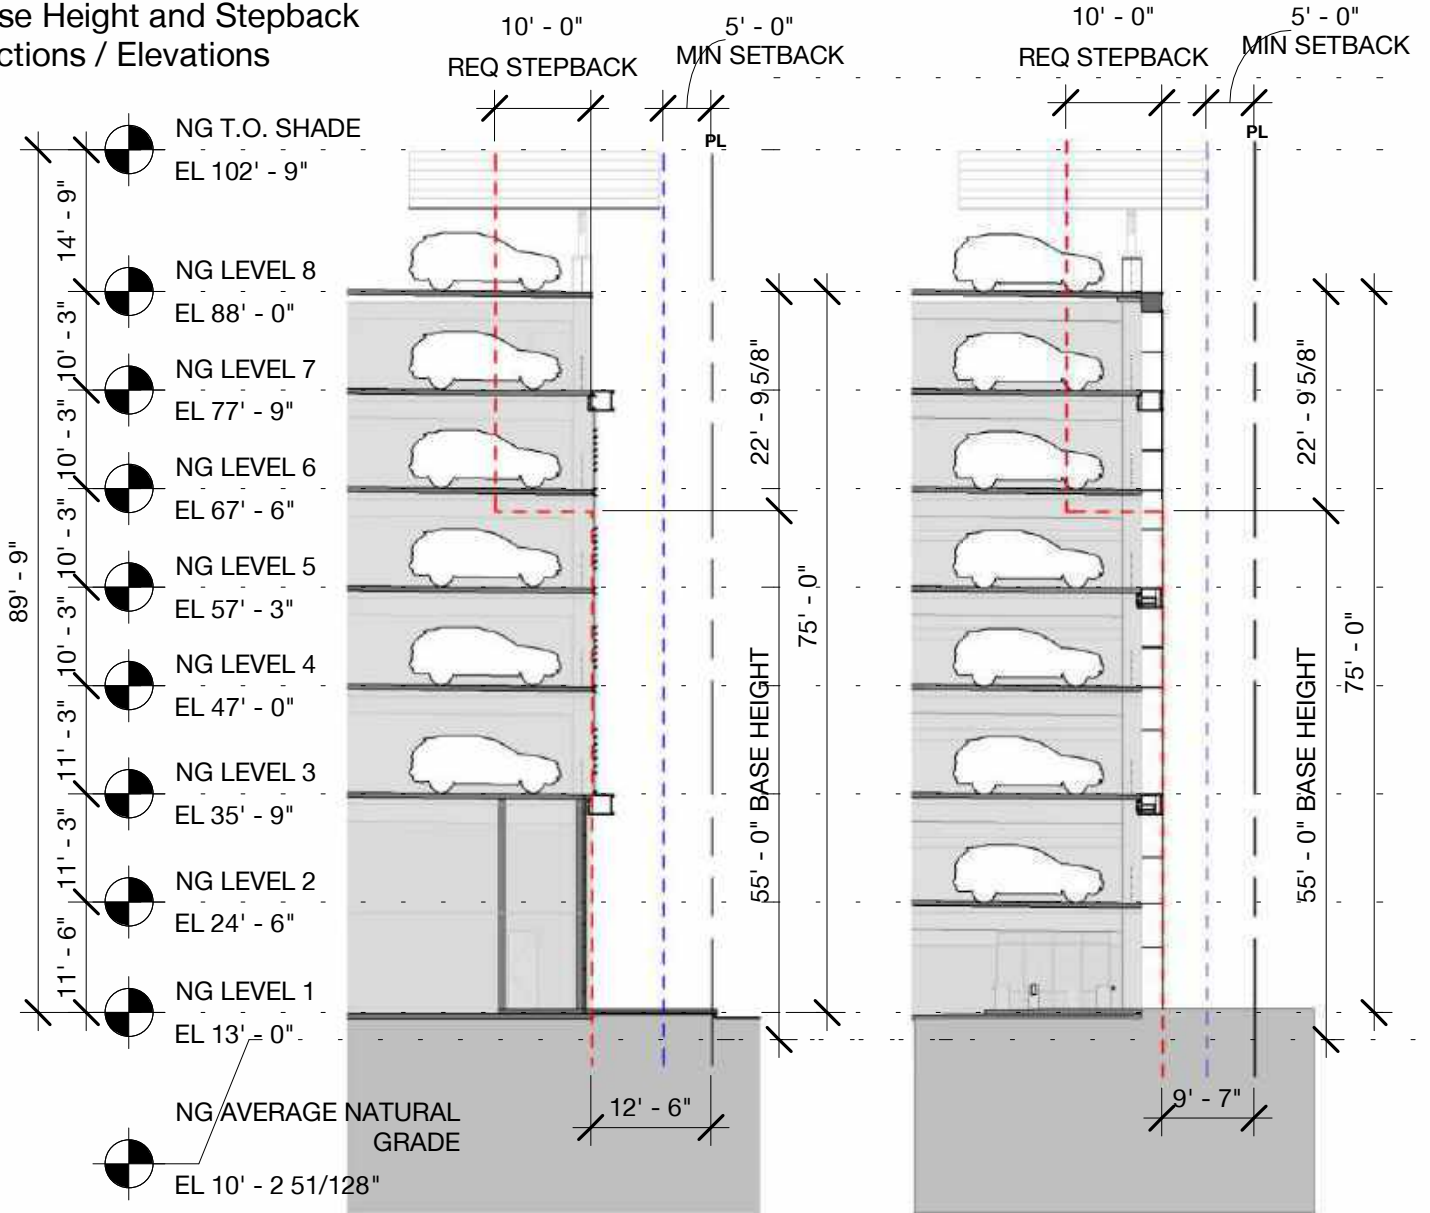 se Height and Stepback
ctions / Elevations
10' - 0"
REQ STEPBACK
5' - 0"
MIN SETBACK
10' - 0"
REQ STEPBACK
5' - 0"
MIN SETBACK
PL
PL
NG T.O. SHADE
EL 102' - 9"
NG LEVEL 8
EL 88' - 0"
NG LEVEL 7
EL 77' - 9"
NG LEVEL 6
EL 67' - 6"
NG LEVEL 5
EL 57' - 3"
NG LEVEL 4
EL 47' - 0"
NG LEVEL 3
EL 35' - 9"
NG LEVEL 2
EL 24' - 6"
NG LEVEL 1
EL 13' - 0"
NG AVERAGE NATURAL
GRADE
EL 10' - 2 51/128"
89' - 9"
14' - 9"
10' - 3"
10' - 3"
10' - 3"
10' - 3"
11' - 3"
11' - 3"
11' - 6"
22' - 9 5/8"
55' - 0" BASE HEIGHT
75' - 0"
12' - 6"
22' - 9 5/8"
55' - 0" BASE HEIGHT
75' - 0"
9' - 7"